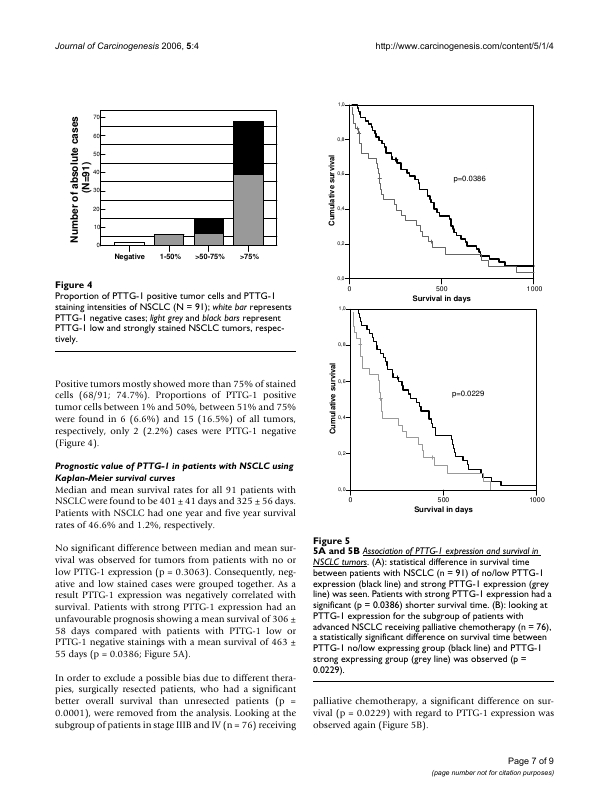 Journal of Carcinogenesis 2006, 5:4
http://www.carcinogenesis.com/content/5/1/4
Number of absolute cases
(N=91)
70
60
50
40
30
20
10
0
Negative 1-50% >50-75% >75%
Figure 4
Proportion of PTTG-1 positive tumor cells and PTTG-1
staining intensities of NSCLC (N = 91); white bar represents
PTTG-1 negative cases; light grey and black bars represent
PTTG-1 low and strongly stained NSCLC tumors, respec-
tively.
Positive tumors mostly showed more than 75% of stained
cells (68/91; 74.7%). Proportions of PTTG-1 positive
tumor cells between 1% and 50%, between 51% and 75%
were found in 6 (6.6%) and 15 (16.5%) of all tumors,
respectively, only 2 (2.2%) cases were PTTG-1 negative
(Figure 4).
Prognostic value of PTTG-1 in patients with NSCLC using
Kaplan-Meier survival curves
Median and mean survival rates for all 91 patients with
NSCLC were found to be 401 ± 41 days and 325 ± 56 days.
Patients with NSCLC had one year and five year survival
rates of 46.6% and 1.2%, respectively.
No significant difference between median and mean sur-
vival was observed for tumors from patients with no or
low PTTG-1 expression (p = 0.3063). Consequently, neg-
ative and low stained cases were grouped together. As a
result PTTG-1 expression was negatively correlated with
survival. Patients with strong PTTG-1 expression had an
unfavourable prognosis showing a mean survival of 306 ±
58 days compared with patients with PTTG-1 low or
PTTG-1 negative stainings with a mean survival of 463 ±
55 days (p = 0.0386; Figure 5A).
In order to exclude a possible bias due to different thera-
pies, surgically resected patients, who had a significant
better overall survival than unresected patients (p =
0.0001), were removed from the analysis. Looking at the
subgroup of patients in stage IIIB and IV (n = 76) receiving
Cumulative survival
1,0
0,8
0,6
0,4
0,2
0,0
p=0.0386
0 500 1000
Survival in days
Cumulative survival
1,0
0,8
0,6
0,4
0,2
0,0
p=0.0229
0 500 1000
Survival in days
Figure 5
5A and 5B Association of PTTG-1 expression and survival in
NSCLC tumors. (A): statistical difference in survival time
between patients with NSCLC (n = 91) of no/low PTTG-1
expression (black line) and strong PTTG-1 expression (grey
line) was seen. Patients with strong PTTG-1 expression had a
significant (p = 0.0386) shorter survival time. (B): looking at
PTTG-1 expression for the subgroup of patients with
advanced NSCLC receiving palliative chemotherapy (n = 76),
a statistically significant difference on survival time between
PTTG-1 no/low expressing group (black line) and PTTG-1
strong expressing group (grey line) was observed (p =
0.0229).
palliative chemotherapy, a significant difference on sur-
vival (p = 0.0229) with regard to PTTG-1 expression was
observed again (Figure 5B).
Page 7 of 9
(page number not for citation purposes)